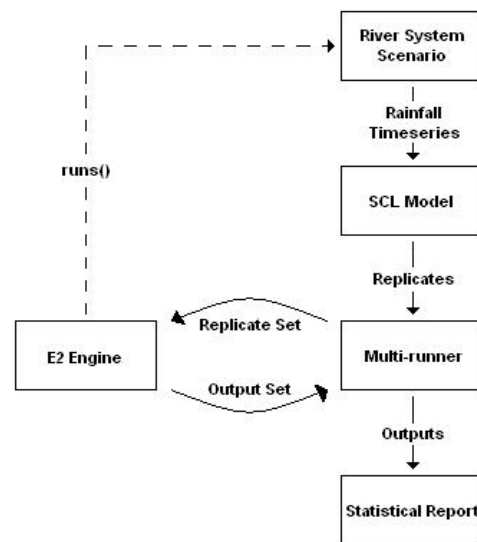 River System
Scenario
Rainfall
Timeseries
runs()
SCL Model
Replicates
Replicate Set
E2 Engine
Multi-runner
Output Set
Outputs
Statistical Report